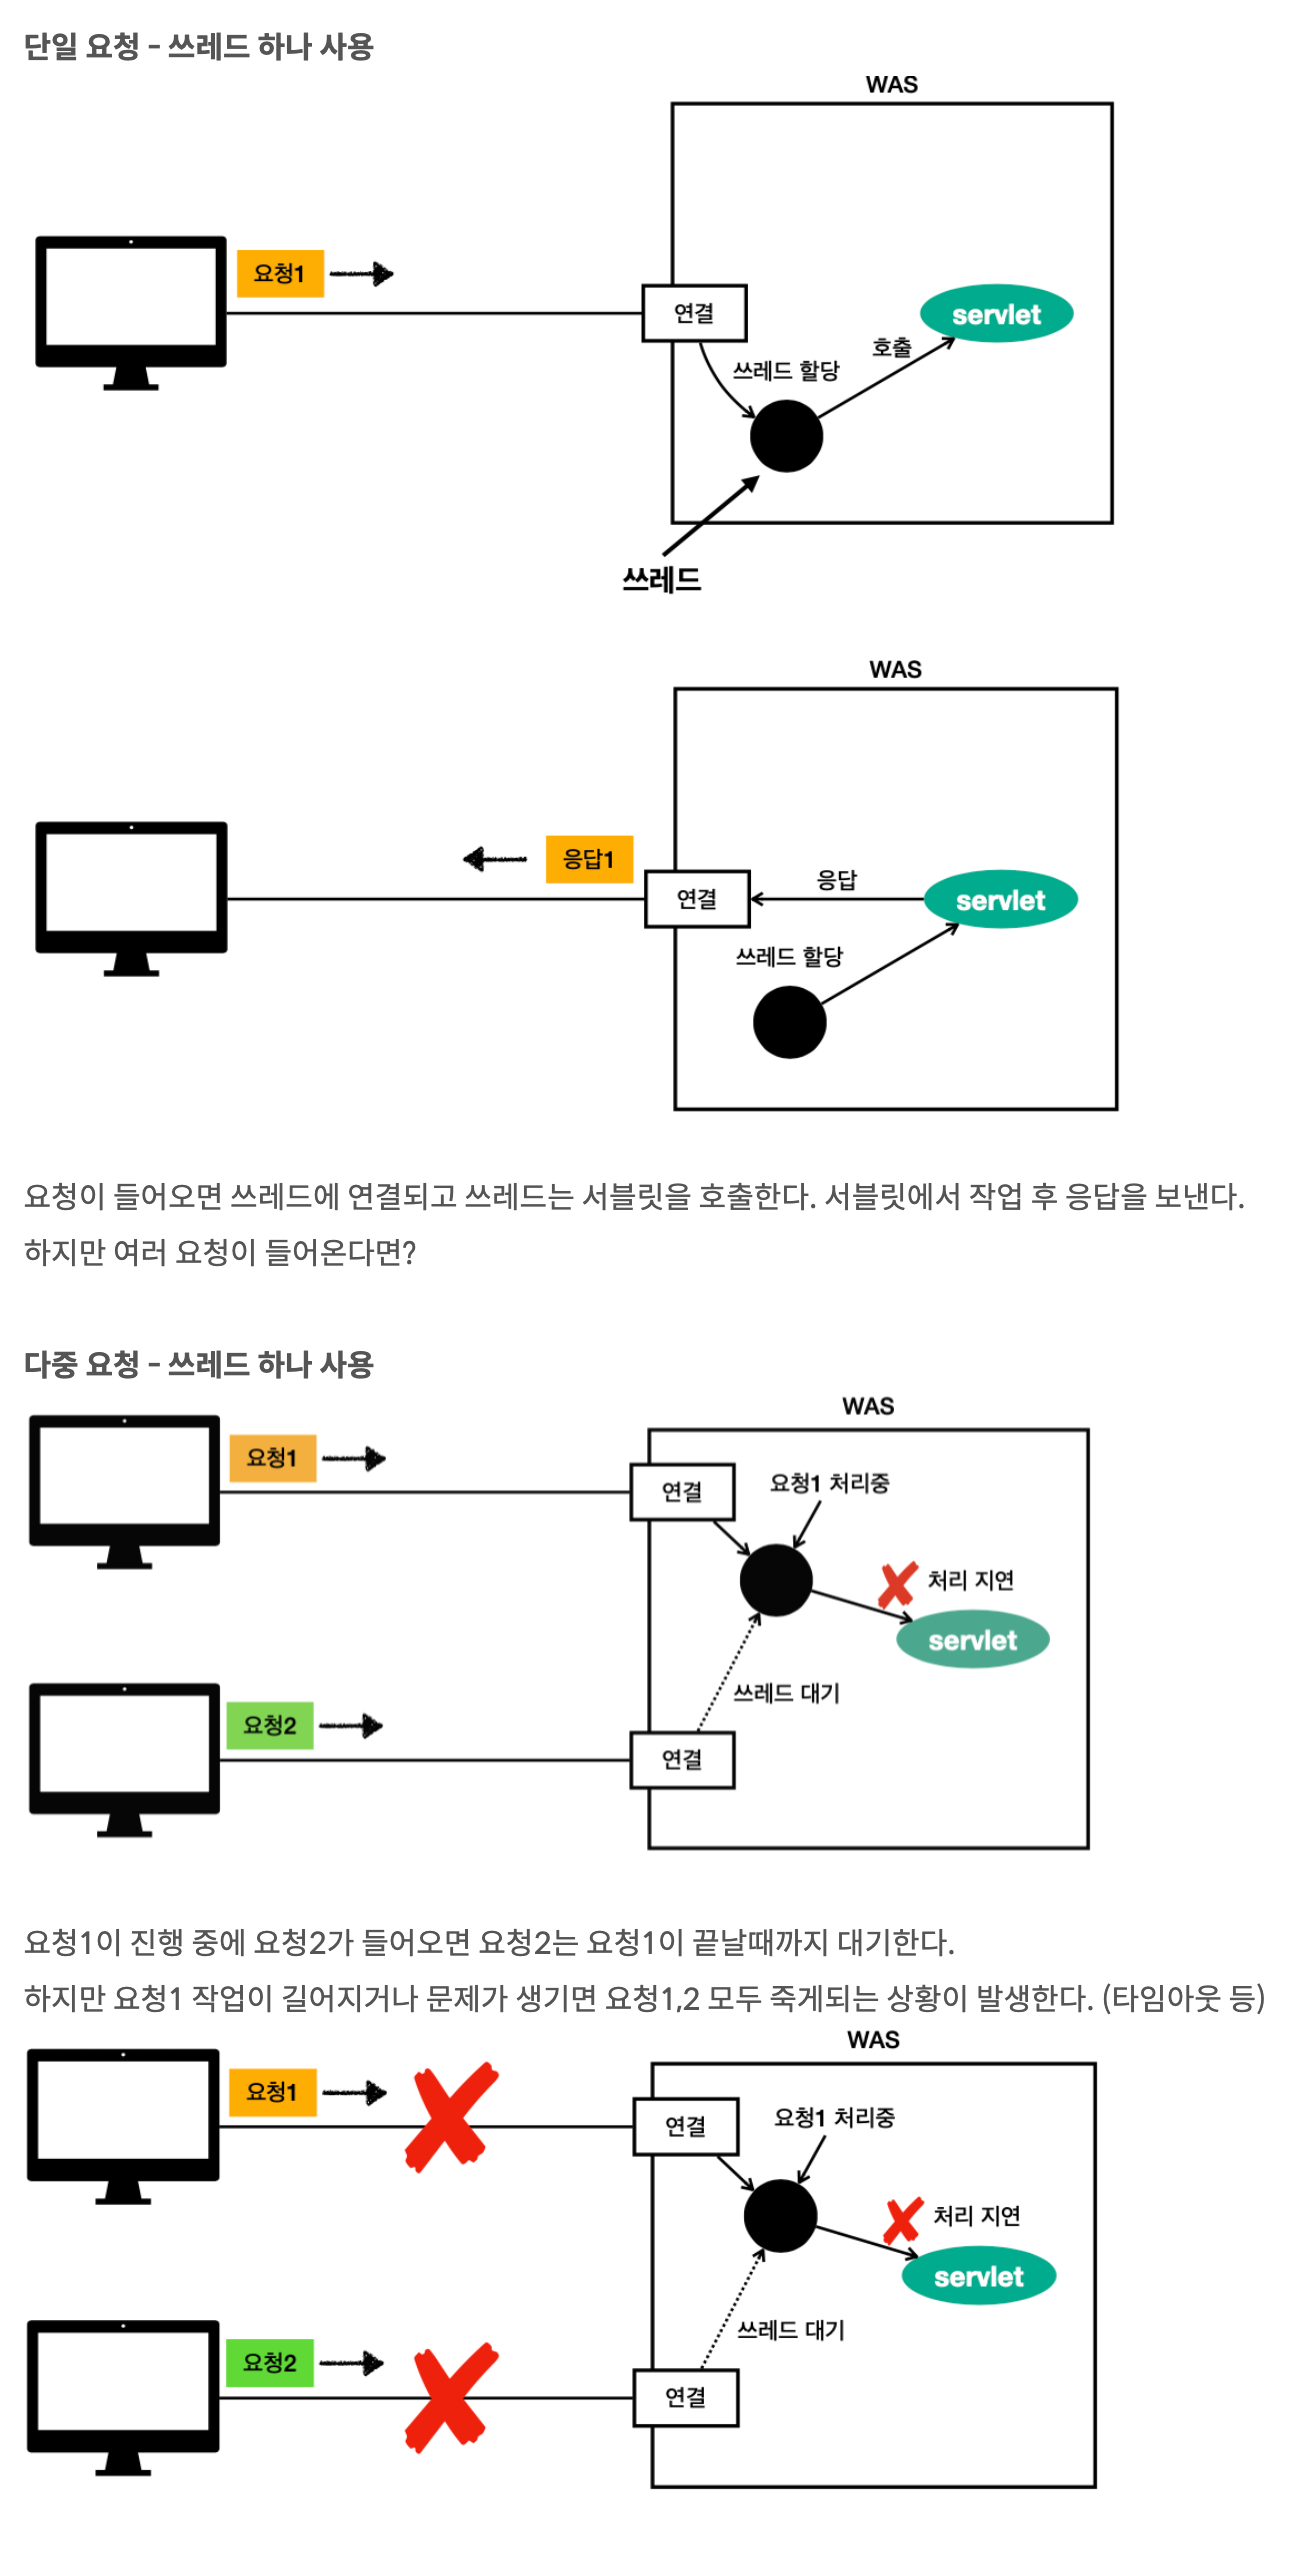 단일 요청 - 쓰레드 하나 사용
WAS
요청1
연결
servlet
호출
쓰레드 할당
쓰레드
WAS
응답1
연결
응답
servlet
쓰레드 할당
요청이 들어오면 쓰레드에 연결되고 쓰레드는 서블릿을 호출한다. 서블릿에서 작업 후 응답을 보낸다.
하지만 여러 요청이 들어온다면?
다중 요청 - 쓰레드 하나 사용
WAS
요청1
연결
요청1 처리중
처리 지연
servlet
쓰레드 대기
요청2
연결
요청1이 진행 중에 요청2가 들어오면 요청2는 요청1이 끝날때까지 대기한다.
하지만 요청1 작업이 길어지거나 문제가 생기면 요청1,2 모두 죽게되는 상황이 발생한다. (타임아웃 등)
WAS
요청1
연결
요청1 처리중
처리 지연
servlet
쓰레드 대기
요청2
연결